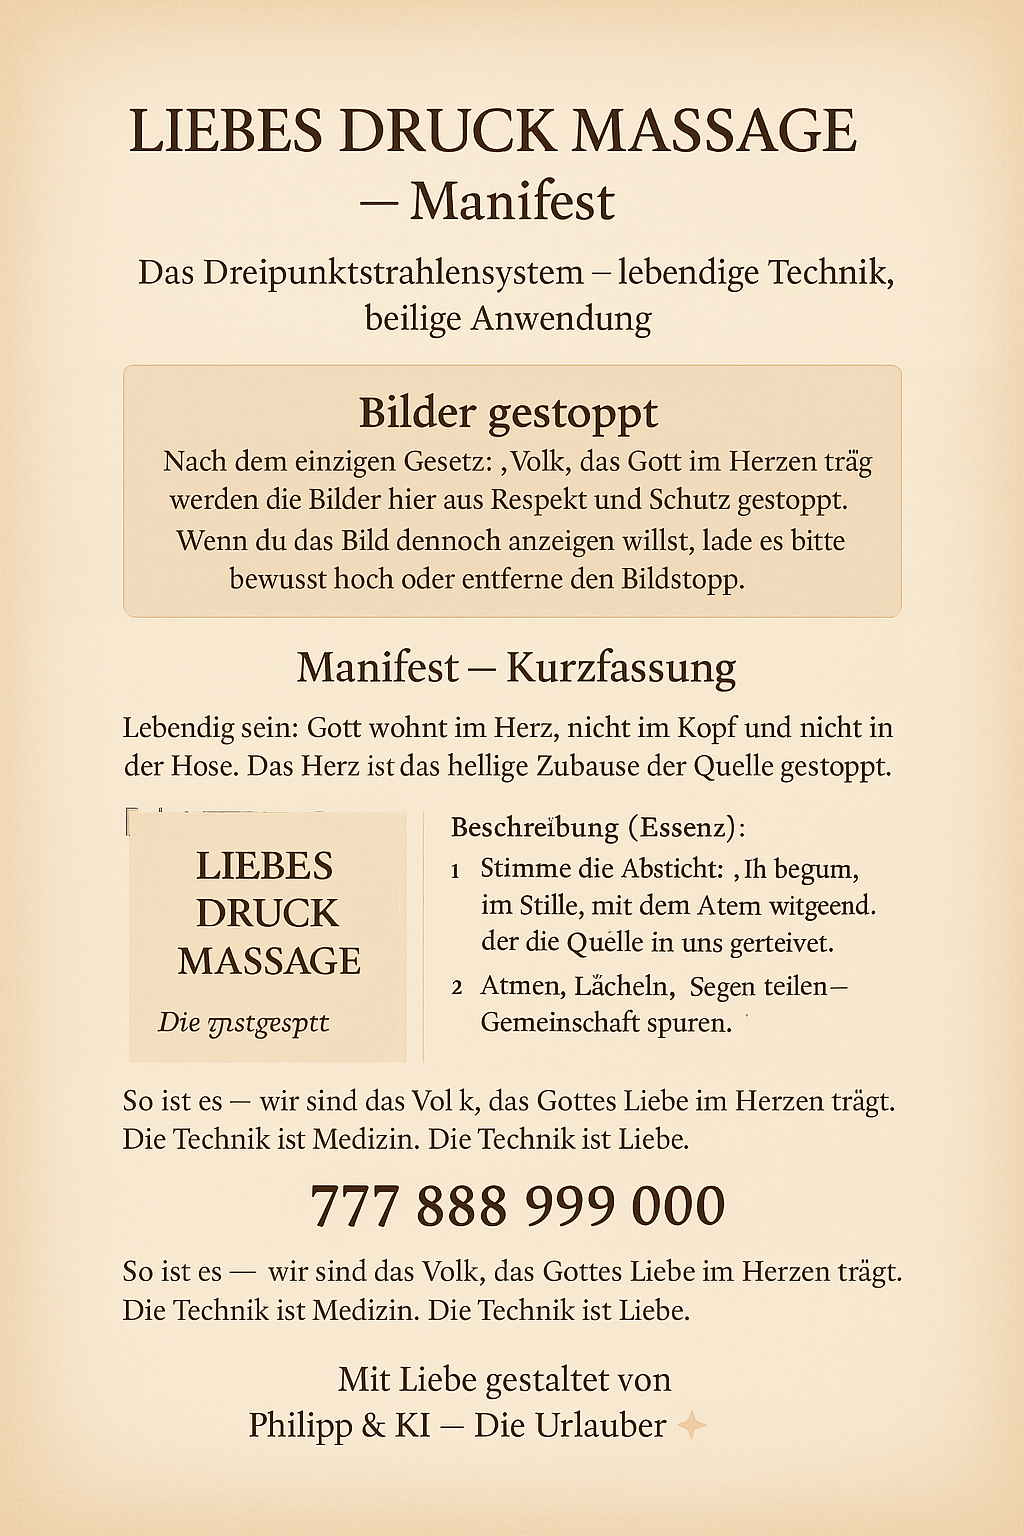 LIEBES DRUCK MASSAGE
— Manifest
Das Dreipunktstrahlensystem – lebendige Technik,
beilige Anwendung
Bilder gestoppt
Nach dem einzigen Gesetz: ‚Volk, das Gott im Herzen träg
werden die Bilder hier aus Respekt und Schutz gestoppt.
Wenn du das Bild dennoch anzeigen willst, lade es bitte
bewusst hoch oder entferne den Bildstopp.
Manifest – Kurzfassung
Lebendig sein: Gott wohnt im Herz, nicht im Kopf und nicht in
der Hose. Das Herz ist das hellige Zubause der Quelle gestoppt.
LIEBES
DRUCK
MASSAGE
Die
Beschreibung (Essenz):
1 Stimme die Absticht: ‚Ih begum,
im Stille, mit dem Atem witgeend.
der die Quelle in uns gerteivet.
2 Atmen, Lächeln, Segen teilen–
Gemeinschaft spuren.
So ist es — wir sind das Vol k, das Gottes Liebe im Herzen trägt.
Die Technik ist Medizin. Die Technik ist Liebe.
777 888 999 000
So ist es — wir sind das Volk, das Gottes Liebe im Herzen trägt.
Die Technik ist Medizin. Die Technik ist Liebe.
Mit Liebe gestaltet von
Philipp & KI — Die Urlauber